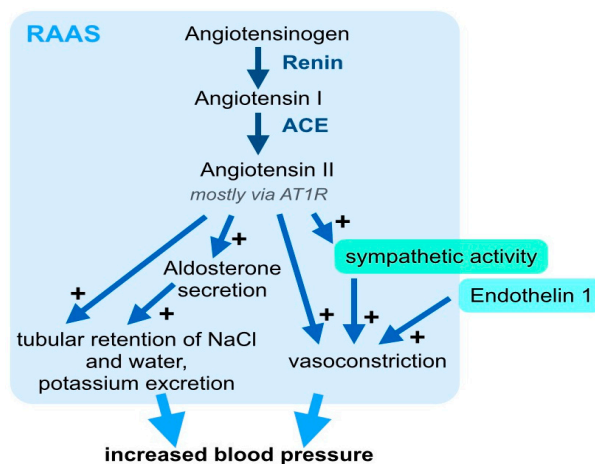 RAAS
Angiotensinogen
Renin
Angiotensin I
ACE
Angiotensin II
mostly via AT1R
+
+
sympathetic activity
Aldosterone
secretion
Endothelin 1
+
+
+
+
+
tubular retention of NaCl
and water,
potassium excretion
vasoconstriction
increased blood pressure